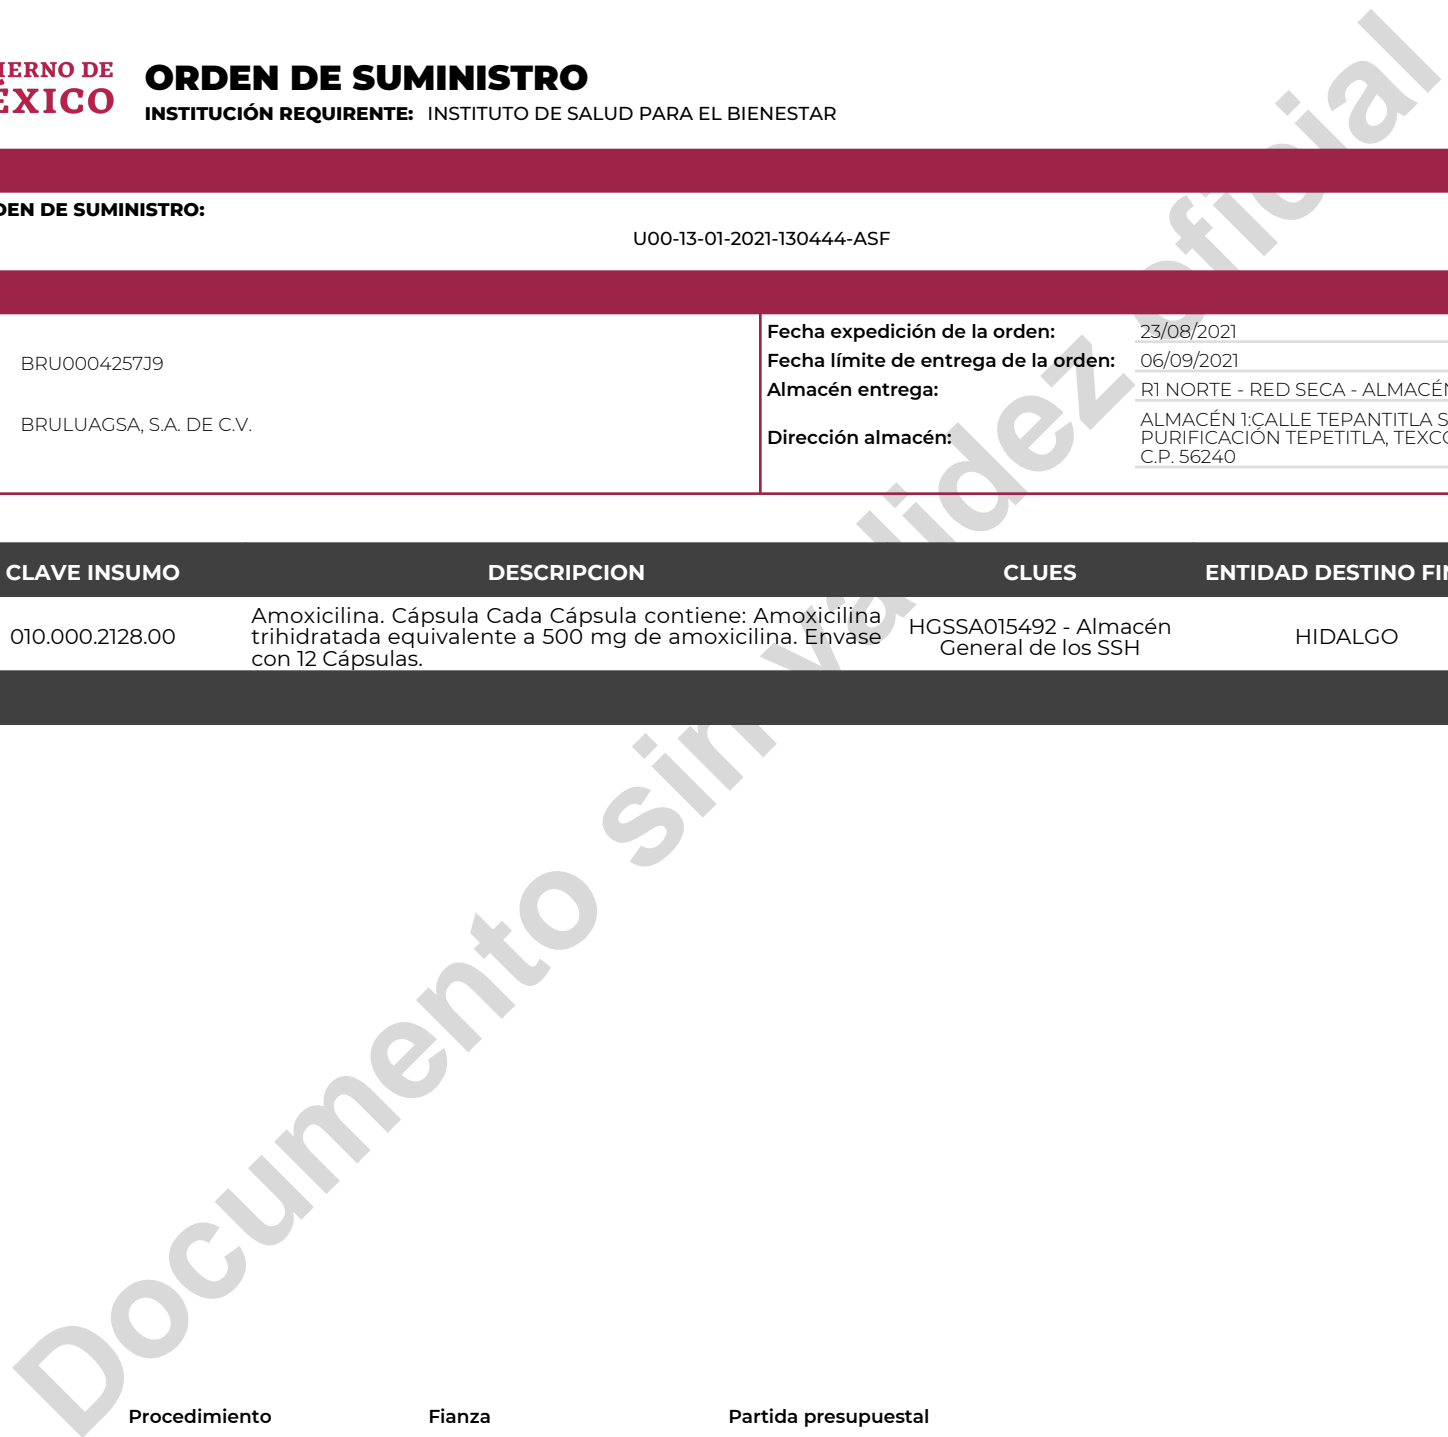 IERNO DE
ÉXICO
ORDEN DE SUMINISTRO
INSTITUCIÓN REQUIRENTE: INSTITUTO DE SALUD PARA EL BIENESTAR
DEN DE SUMINISTRO:
U00-13-01-2021-130444-ASF
BRU0004257J9
BRULUAGSA, S.A. DE C.V.
Fecha expedición de la orden: 23/08/2021
Fecha límite de entrega de la orden: 06/09/2021
Almacén entrega: R1 NORTE - RED SECA - ALMACÉN
Dirección almacén: ALMACÉN 1:CALLE TEPANTITLA S
PURIFICACIÓN TEPETITLA, TEXCO
C.P. 56240
CLAVE INSUMO DESCRIPCION CLUES ENTIDAD DESTINO FIN
010.000.2128.00
Amoxicilina. Cápsula Cada Cápsula contiene: Amoxicilina
trihidratada equivalente a 500 mg de amoxicilina. Envase
con 12 Cápsulas.
HGSSA015492 - Almacén
General de los SSH
HIDALGO
Documento sin validez oficial
Procedimiento Fianza Partida presupuestal